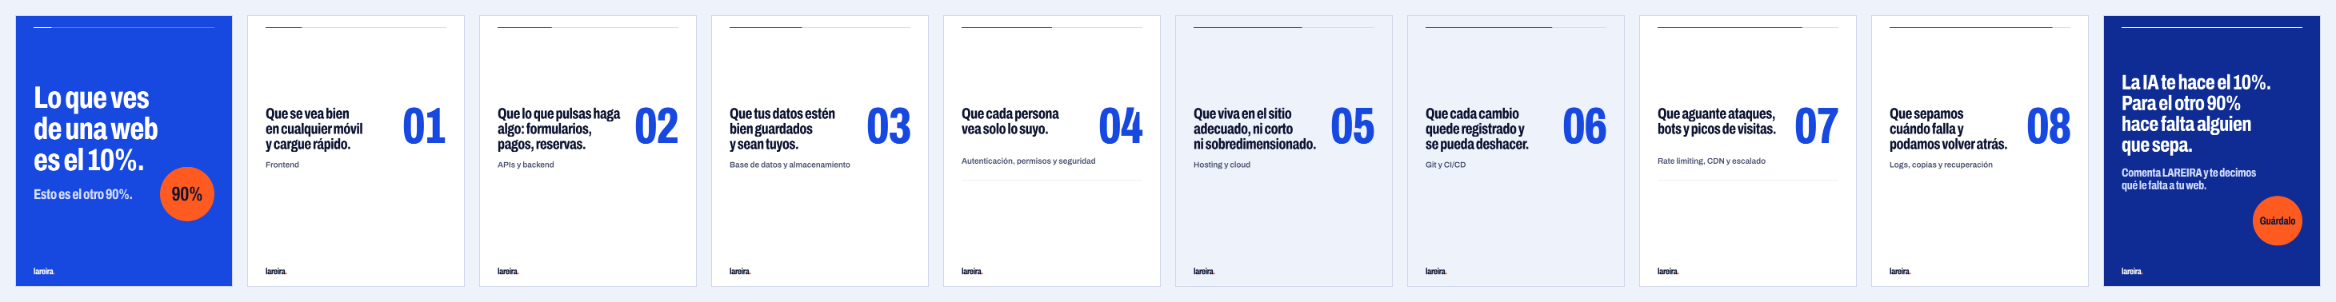 Lo que ves
de una web
es el 10%.
Esto es el otro 90%.
90%
laroira.
Que se vea bien
en cualquier móvil
y cargue rápido.
01
Frontend
laroira.
Que lo que pulsas haga
algo: formularios,
pagos, reservas.
02
APIs y backend
laroira.
Que tus datos estén
bien guardados
y sean tuyos.
03
Base de datos y almacenamiento
laroira.
Que cada persona
vea solo lo suyo.
04
Autenticación, permisos y seguridad
laroira.
Que viva en el sitio
adecuado, ni corto
ni sobredimensionado.
05
Hosting y cloud
laroira.
Que cada cambio
quede registrado y
se pueda deshacer.
06
Git y CI/CD
laroira.
Que aguante ataques,
bots y picos de visitas.
07
Rate limiting, CDN y escalado
laroira.
Que sepamos
cuándo falla y
podamos volver atrás.
08
Logs, copias y recuperación
laroira.
La IA te hace el 10%.
Para el otro 90%
hace falta alguien
que sepa.
Comenta LAREIRA y te decimos
qué le falta a tu web.
Guárdalo
laroira.